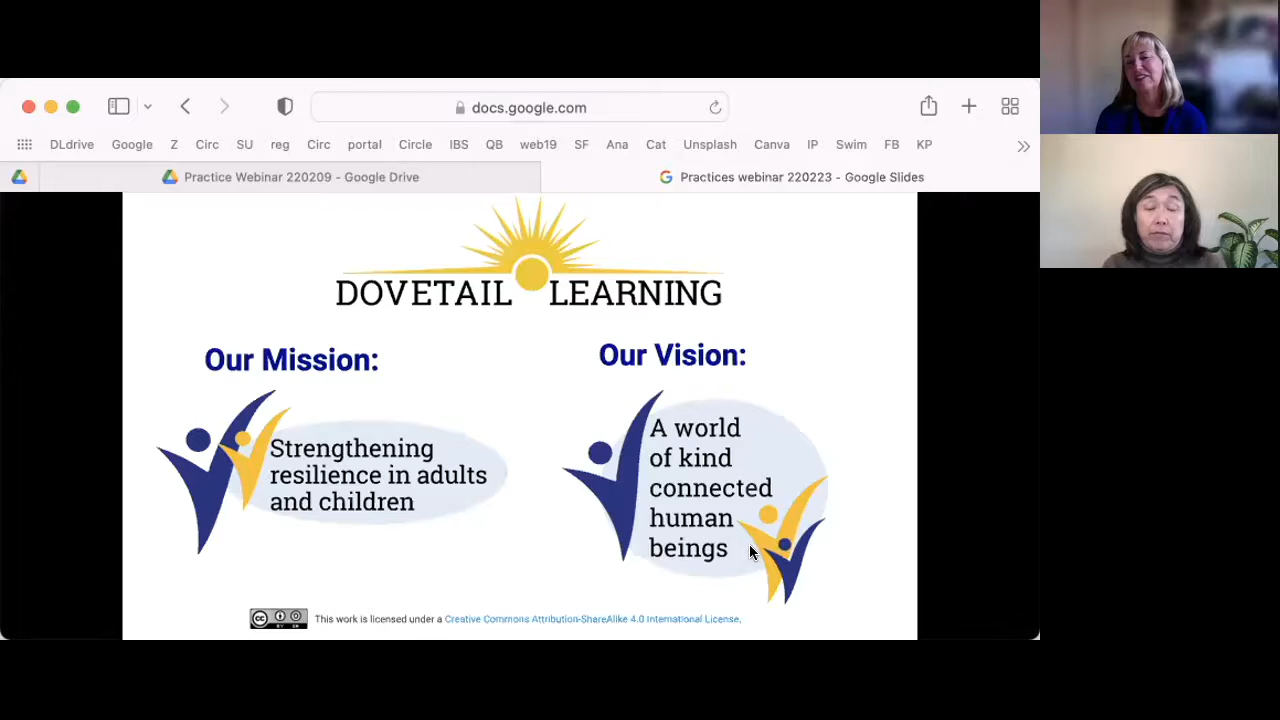 docs.google.com
DLdrive Google Z Circ SU reg Circ portal Circle IBS QB web19 SF Ana Cat Unsplash Canva IP Swim FB KP
Practice Webinar 220209 - Google Drive
Practices webinar 220223 - Google Slides
DOVETAIL LEARNING
Our Mission:
Strengthening
resilience in adults
and children
Our Vision:
A world
of kind
connected
human
beings
This work is licensed under a Creative Commons Attribution-ShareAlike 4.0 International License.